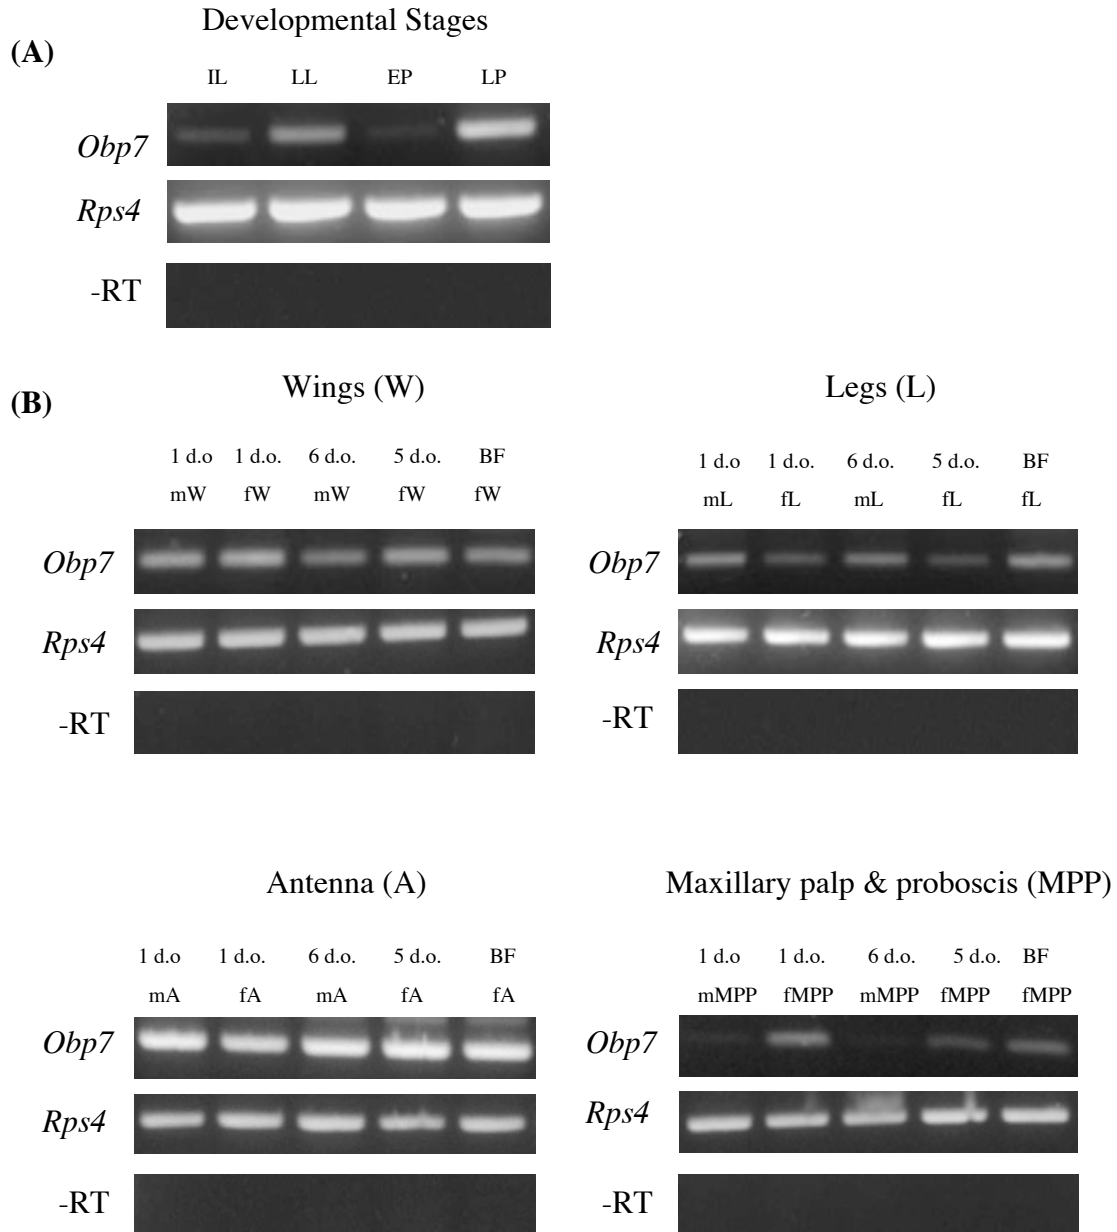 Developmental Stages
(A)
IL LL EP LP
Obp7
Rps4
-RT
(B)
Wings (W)
1 d.o 1 d.o. 6 d.o. 5 d.o. BF
mW fW mW fW fW
Obp7
Rps4
-RT
Legs (L)
1 d.o 1 d.o. 6 d.o. 5 d.o. BF
mL fL mL fL fL
Obp7
Rps4
-RT
Antenna (A)
1 d.o 1 d.o. 6 d.o. 5 d.o. BF
mA fA mA fA fA
Obp7
Rps4
-RT
Maxillary palp & proboscis (MPP)
1 d.o 1 d.o. 6 d.o. 5 d.o. BF
mMPP fMPP mMPP fMPP fMPP
Obp7
Rps4
-RT